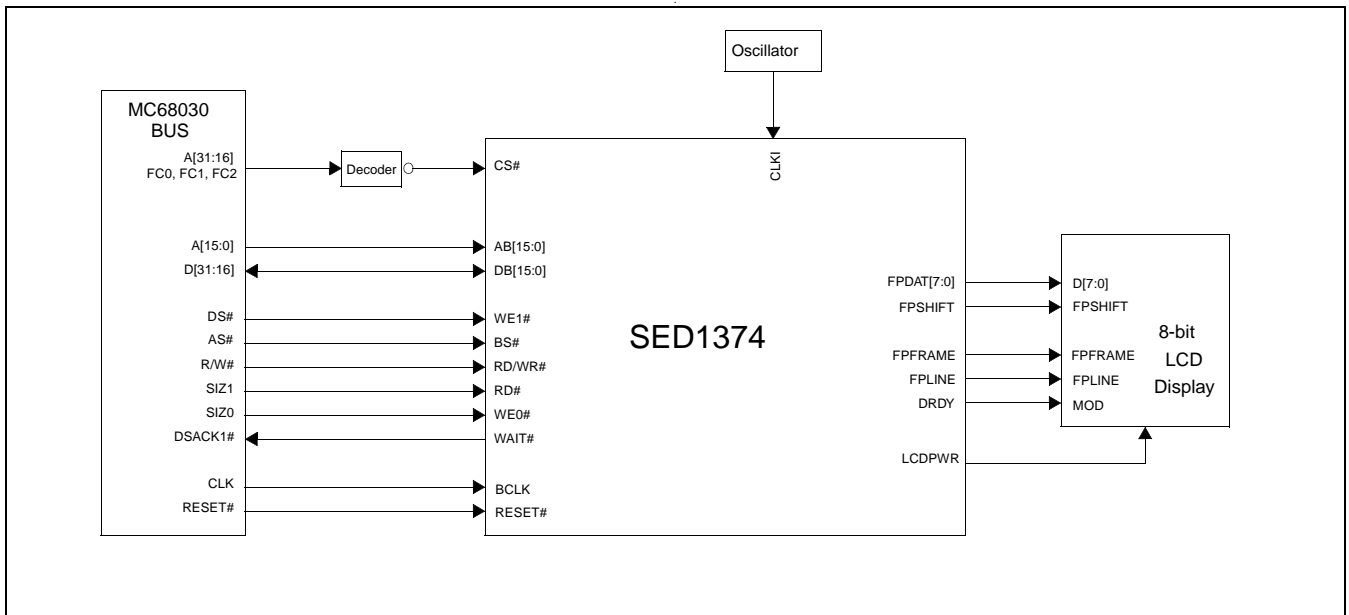 Oscillator
MC68030
BUS
A[31:16]
FC0, FC1, FC2
Decoder
CS#
CLKI
A[15:0]
AB[15:0]
D[31:16]
DB[15:0]
FPDAT[7:0]
D[7:0]
FPSHIFT
FPSHIFT
DS#
WE1#
AS#
BS#
R/W#
RD/WR#
SIZ1
RD#
SIZ0
WE0#
DSACK1#
WAIT#
SED1374
FPFRAME
FPFRAME
FPLINE
FPLINE
DRDY
MOD
8-bit
LCD
Display
LCDPWR
CLK
BCLK
RESET#
RESET#